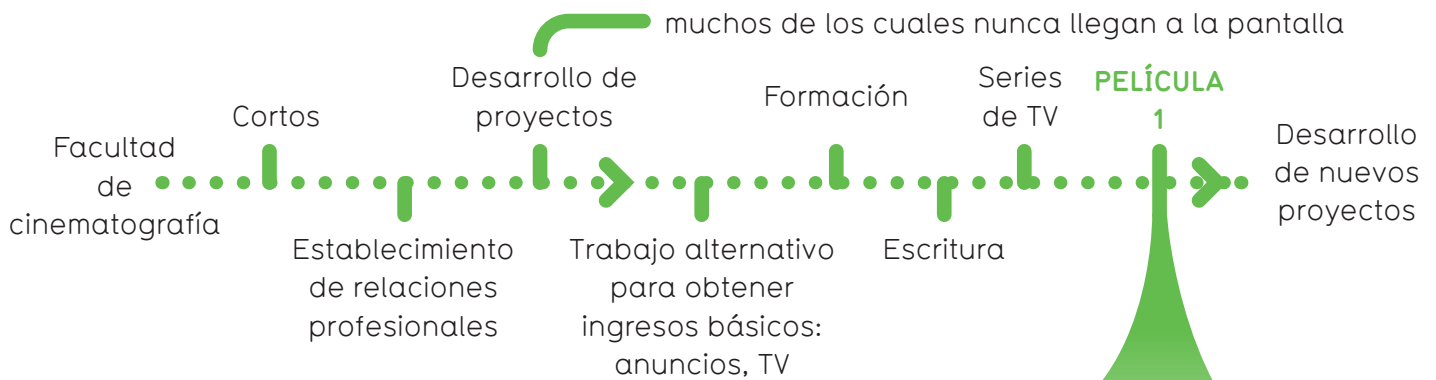 muchos de los cuales nunca llegan a la pantalla
Facultad
de
cinematografía
Cortos
Establecimiento
de relaciones
profesionales
Desarrollo de
proyectos
Trabajo alternativo
para obtener
ingresos básicos:
anuncios, TV
Formación
Escritura
Series
de TV
PELÍCULA
1
Desarrollo
de nuevos
proyectos